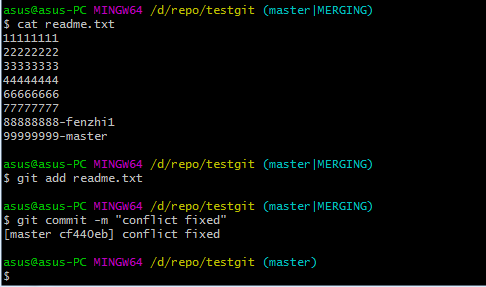 asus@asus-PC MINGW64 /d/repo/testgit (master|MERGING)
$ cat readme.txt
11111111
22222222
33333333
44444444
66666666
77777777
88888888-fenzhi1
99999999-master
asus@asus-PC MINGW64 /d/repo/testgit (master|MERGING)
$ git add readme.txt
asus@asus-PC MINGW64 /d/repo/testgit (master|MERGING)
$ git commit -m "conflict fixed"
[master cf440eb] conflict fixed
asus@asus-PC MINGW64 /d/repo/testgit (master)
$